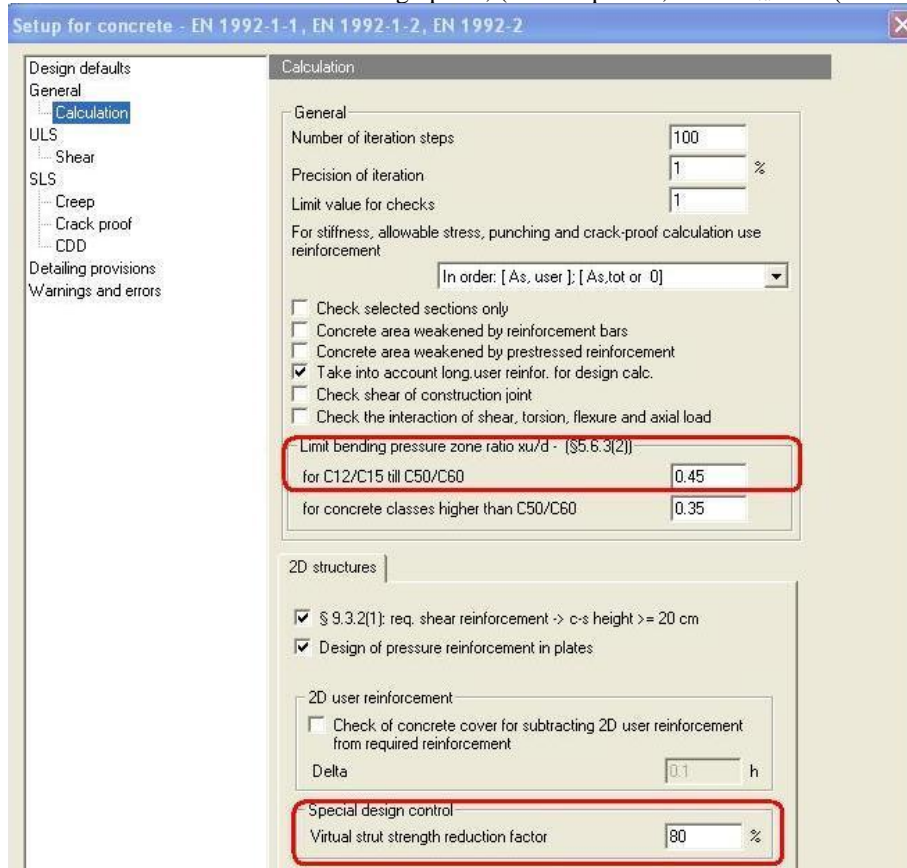 Setup for concrete - EN 1992-1-1, EN 1992-1-2, EN 1992-2
Design defaults
General
Calculation
ULS
Shear
SLS
Creep
Crack proof
CDD
Detailing provisions
Warnings and errors
Calculation
General
Number of iteration steps 100
Precision of iteration 1 %
Limit value for checks 1
For stiffness, allowable stress, punching and crack-proof calculation use
reinforcement
In order: [ As, user ]; [ As,tot or 0]
Check selected sections only
Concrete area weakened by reinforcement bars
Concrete area weakened by prestressed reinforcement
Take into account long.user reinfor. for design calc.
Check shear of construction joint
Check the interaction of shear, torsion, flexure and axial load
Limit bending pressure zone ratio xu/d - (§5.6.3(2))
for C12/C15 till C50/C60 0.45
for concrete classes higher than C50/C60 0.35
2D structures
§ 9.3.2(1): req. shear reinforcement -> c-s height >= 20 cm
Design of pressure reinforcement in plates
2D user reinforcement
Check of concrete cover for subtracting 2D user reinforcement
from required reinforcement
Delta 0.1 h
Special design control
Virtual strut strength reduction factor 80 %